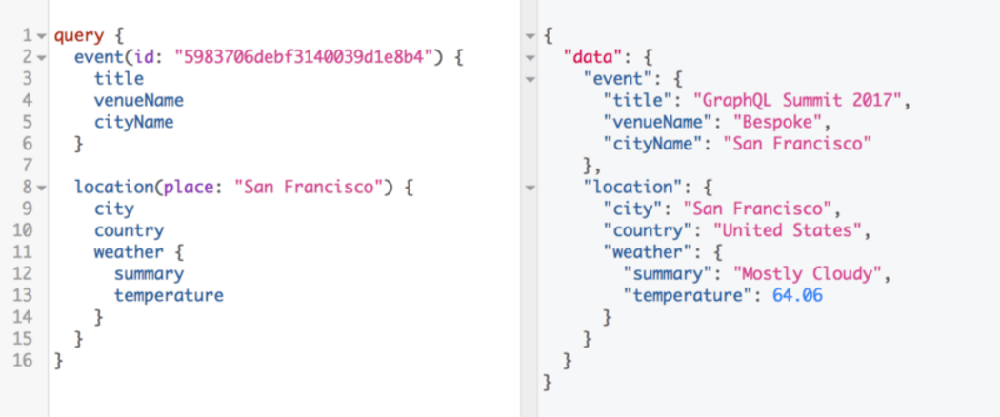 1 query {
2   event(id: "5983706debf3140039d1e8b4") {
3     title
4     venueName
5     cityName
6   }
7
8   location(place: "San Francisco") {
9     city
10     country
11     weather {
12       summary
13       temperature
14     }
15   }
16 }
{
  "data": {
    "event": {
      "title": "GraphQL Summit 2017",
      "venueName": "Bespoke",
      "cityName": "San Francisco"
    },
    "location": {
      "city": "San Francisco",
      "country": "United States",
      "weather": {
        "summary": "Mostly Cloudy",
        "temperature": 64.06
      }
    }
  }
}